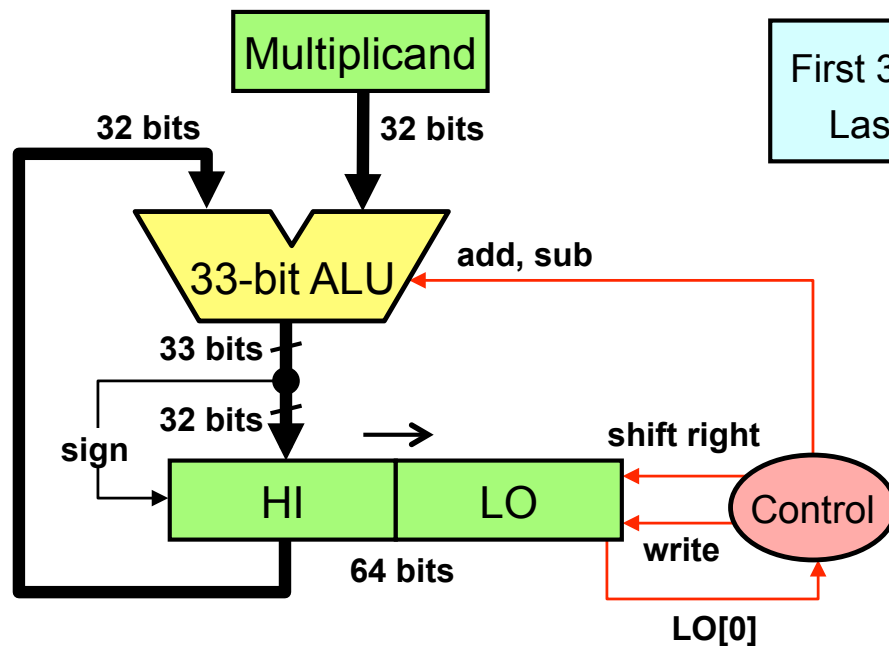 Multiplicand
First 3
Las
32 bits
32 bits
33-bit ALU
add, sub
33 bits
32 bits
sign
shift right
HI
LO
Control
write
64 bits
LO[0]